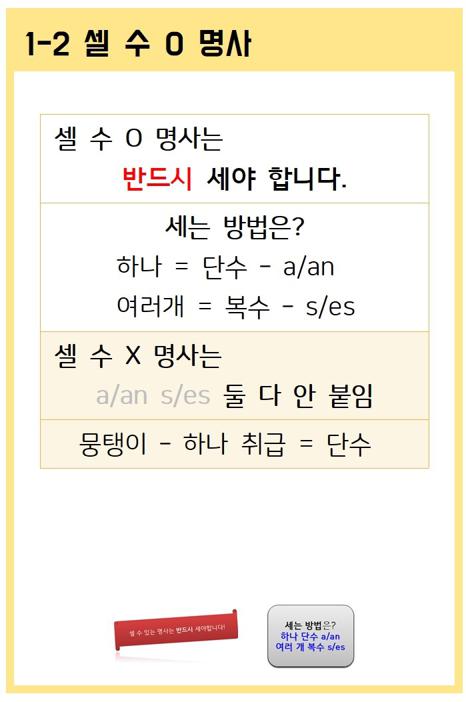 1-2 셀 수 O 명사
셀 수 O 명사는
반드시 세야 합니다.
세는 방법은?
하나 = 단수 - a/an
여러개 = 복수 - s/es
셀 수 X 명사는
a/an s/es 둘 다 안 붙임
뭉탱이 - 하나 취급 = 단수
셀 수 있는 명사는 반드시 세야합니다!
세는 방법은?
하나 단수 a/an
여러 개 복수 s/es